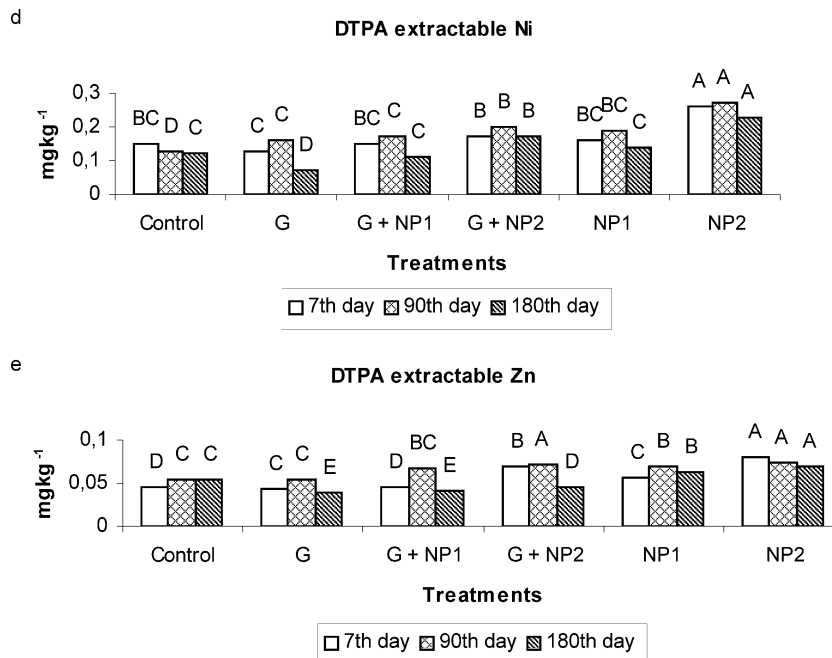 d
DTPA extractable Ni
mgkg-1
0,3
0,2
0,1
0
BC D C C C D BC C C B B B BC BC C A A A
Control G G + NP1 G + NP2 NP1 NP2
Treatments
7th day 90th day 180th day
e
DTPA extractable Zn
mgkg-1
0,1
0,05
0
D C C C C E D BC E B A D C B B A A A
Control G G + NP1 G + NP2 NP1 NP2
Treatments
7th day 90th day 180th day